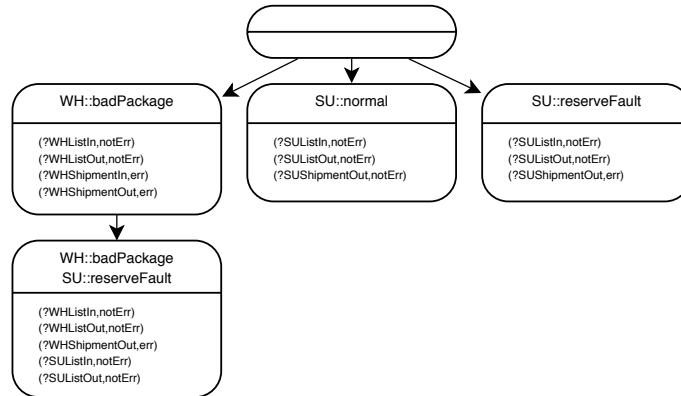 WH::badPackage
(?WHListIn,notErr)
(?WHListOut,notErr)
(?WHShipmentIn,err)
(?WHShipmentOut,err)
SU::normal
(?SUListIn,notErr)
(?SUListOut,notErr)
(?SUShipmentOut,notErr)
SU::reserveFault
(?SUListIn,notErr)
(?SUListOut,notErr)
(?SUShipmentOut,err)
WH::badPackage
SU::reserveFault
(?WHListIn,notErr)
(?WHListOut,notErr)
(?WHShipmentOut,err)
(?SUListIn,notErr)
(?SUListOut,notErr)